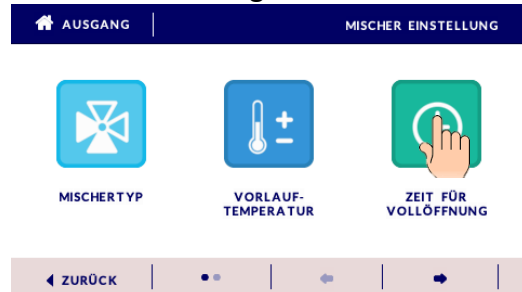 AUSGANG
MISCHER EINSTELLUNG
MISCHERTYP
VORLAUF-
TEMPERATUR
ZEIT FÜR
VOLLÖFFNUNG
ZURÜCK